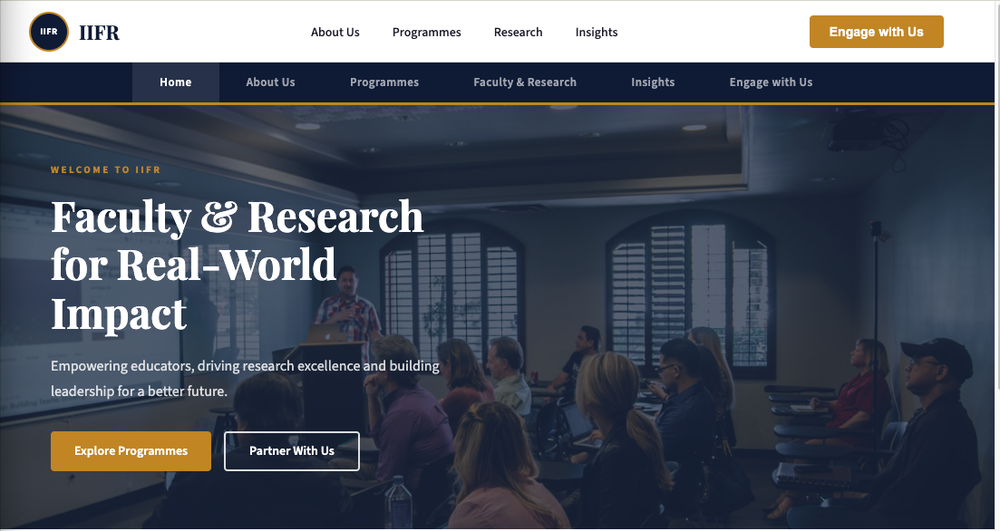 IIFR
IIFR
About Us
Programmes
Research
Insights
Engage with Us
Home
About Us
Programmes
Faculty & Research
Insights
Engage with Us
WELCOME TO IIFR
Faculty & Research
for Real-World
Impact
Empowering educators, driving research excellence and building
leadership for a better future.
Explore Programmes
Partner With Us